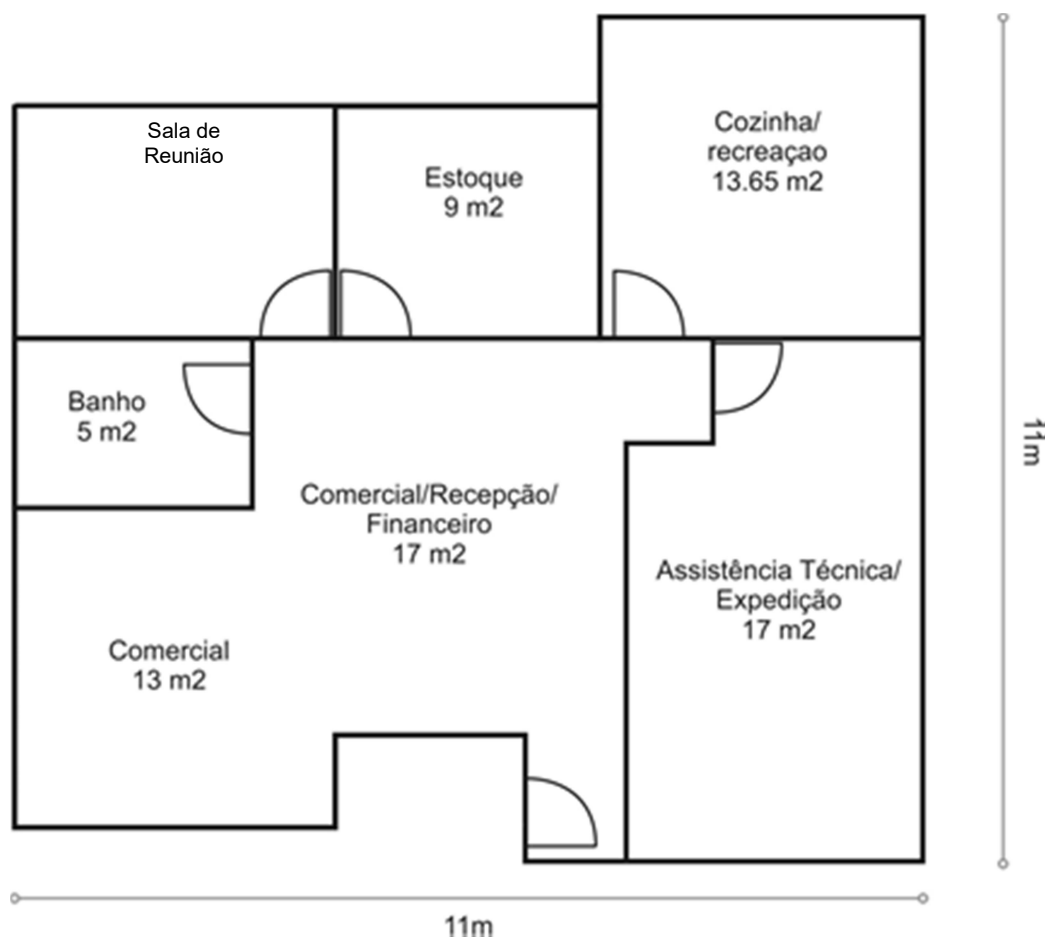 Sala de
Reunião
Estoque
9 m2
Cozinha/
recreaçao
13.65 m2
Banho
5 m2
Comercial/Recepção/
Financeiro
17 m2
Assistência Técnica/
Expedição
17 m2
Comercial
13 m2
11m
11m